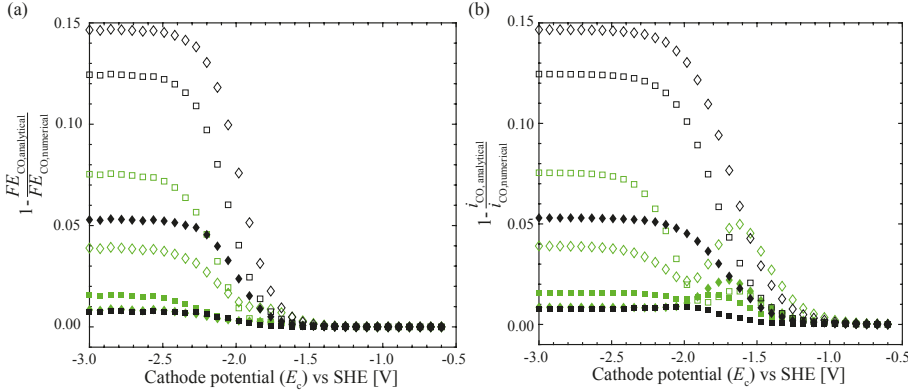 (a)
0.15
0.10
0.05
0.00
1-FE_CO,analytical/FE_CO,numerical
-3.0 -2.5 -2.0 -1.5 -1.0 -0.5
Cathode potential (E_c) vs SHE [V]
(b)
0.15
0.10
0.05
0.00
1-i_CO, analytical/i_CO,numerical
-3.0 -2.5 -2.0 -1.5 -1.0 -0.5
Cathode potential (E_c) vs SHE [V]